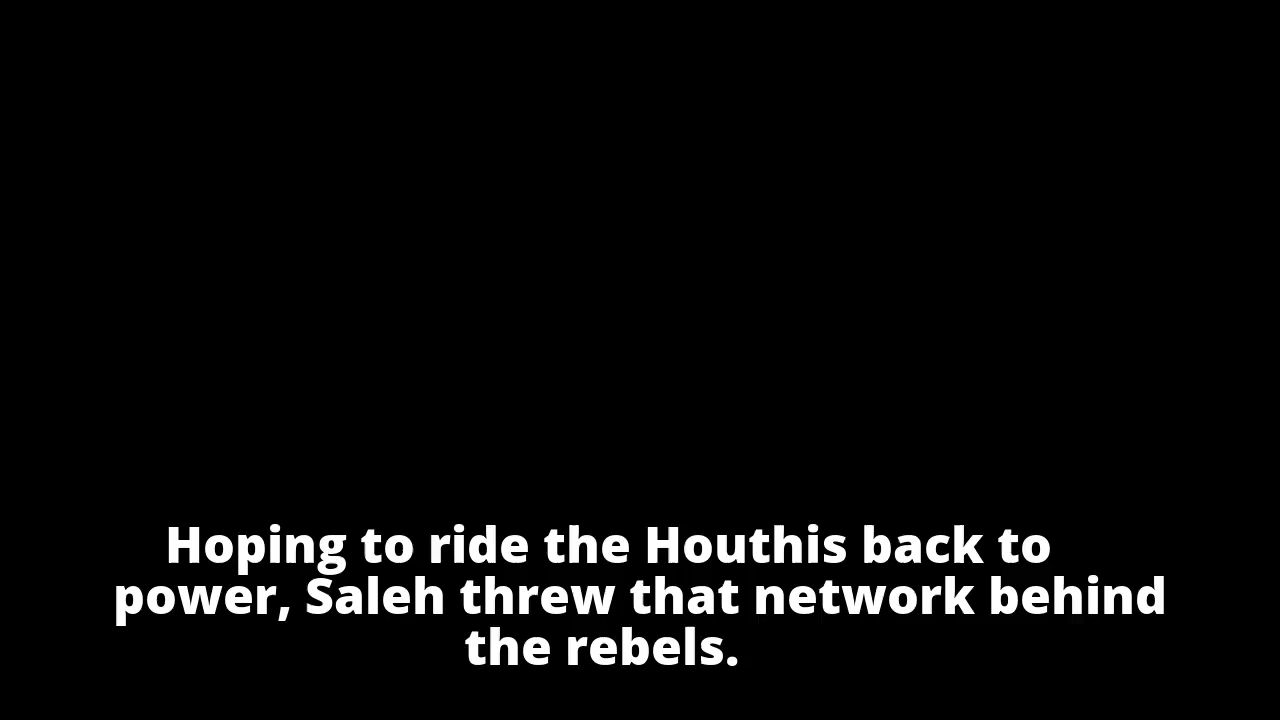 Hoping to ride the Houthis back to
power, Saleh threw that network behind
the rebels.